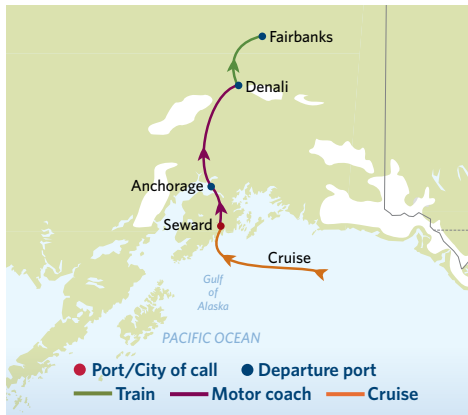 Fairbanks
Denali
Anchorage
Seward
Cruise
Gulf
of
Alaska
PACIFIC OCEAN
Port/City of call Departure port
Train Motor coach Cruise